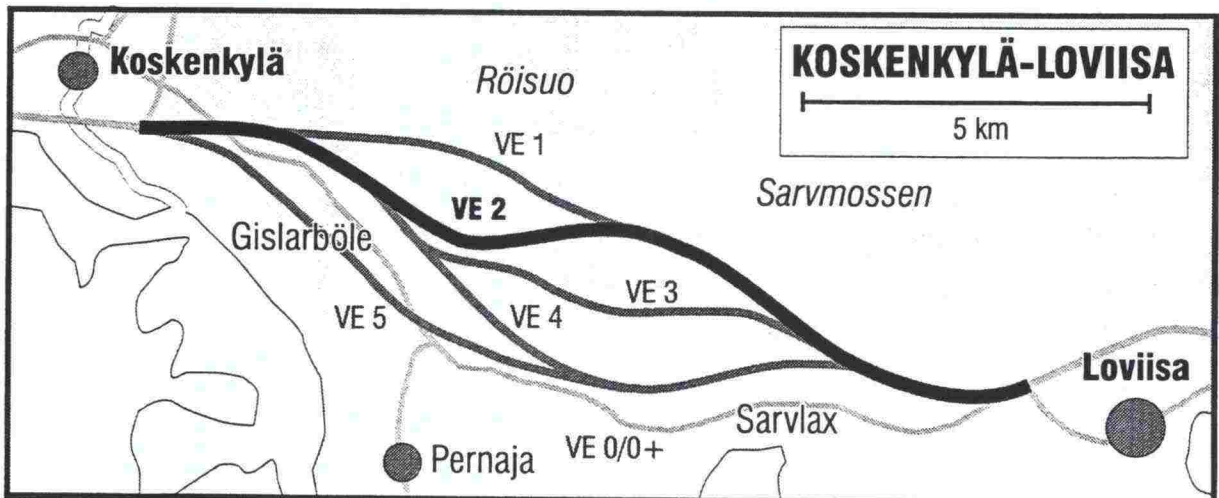 Koskenkylä
KOSKENKYLÄ-LOVIISA
5 km
Röisuo
VE 1
Sarvmossen
VE 2
Gislarböle
VE 3
VE 5
VE 4
Loviisa
Sarvlax
VE 0/0+
Pernaja